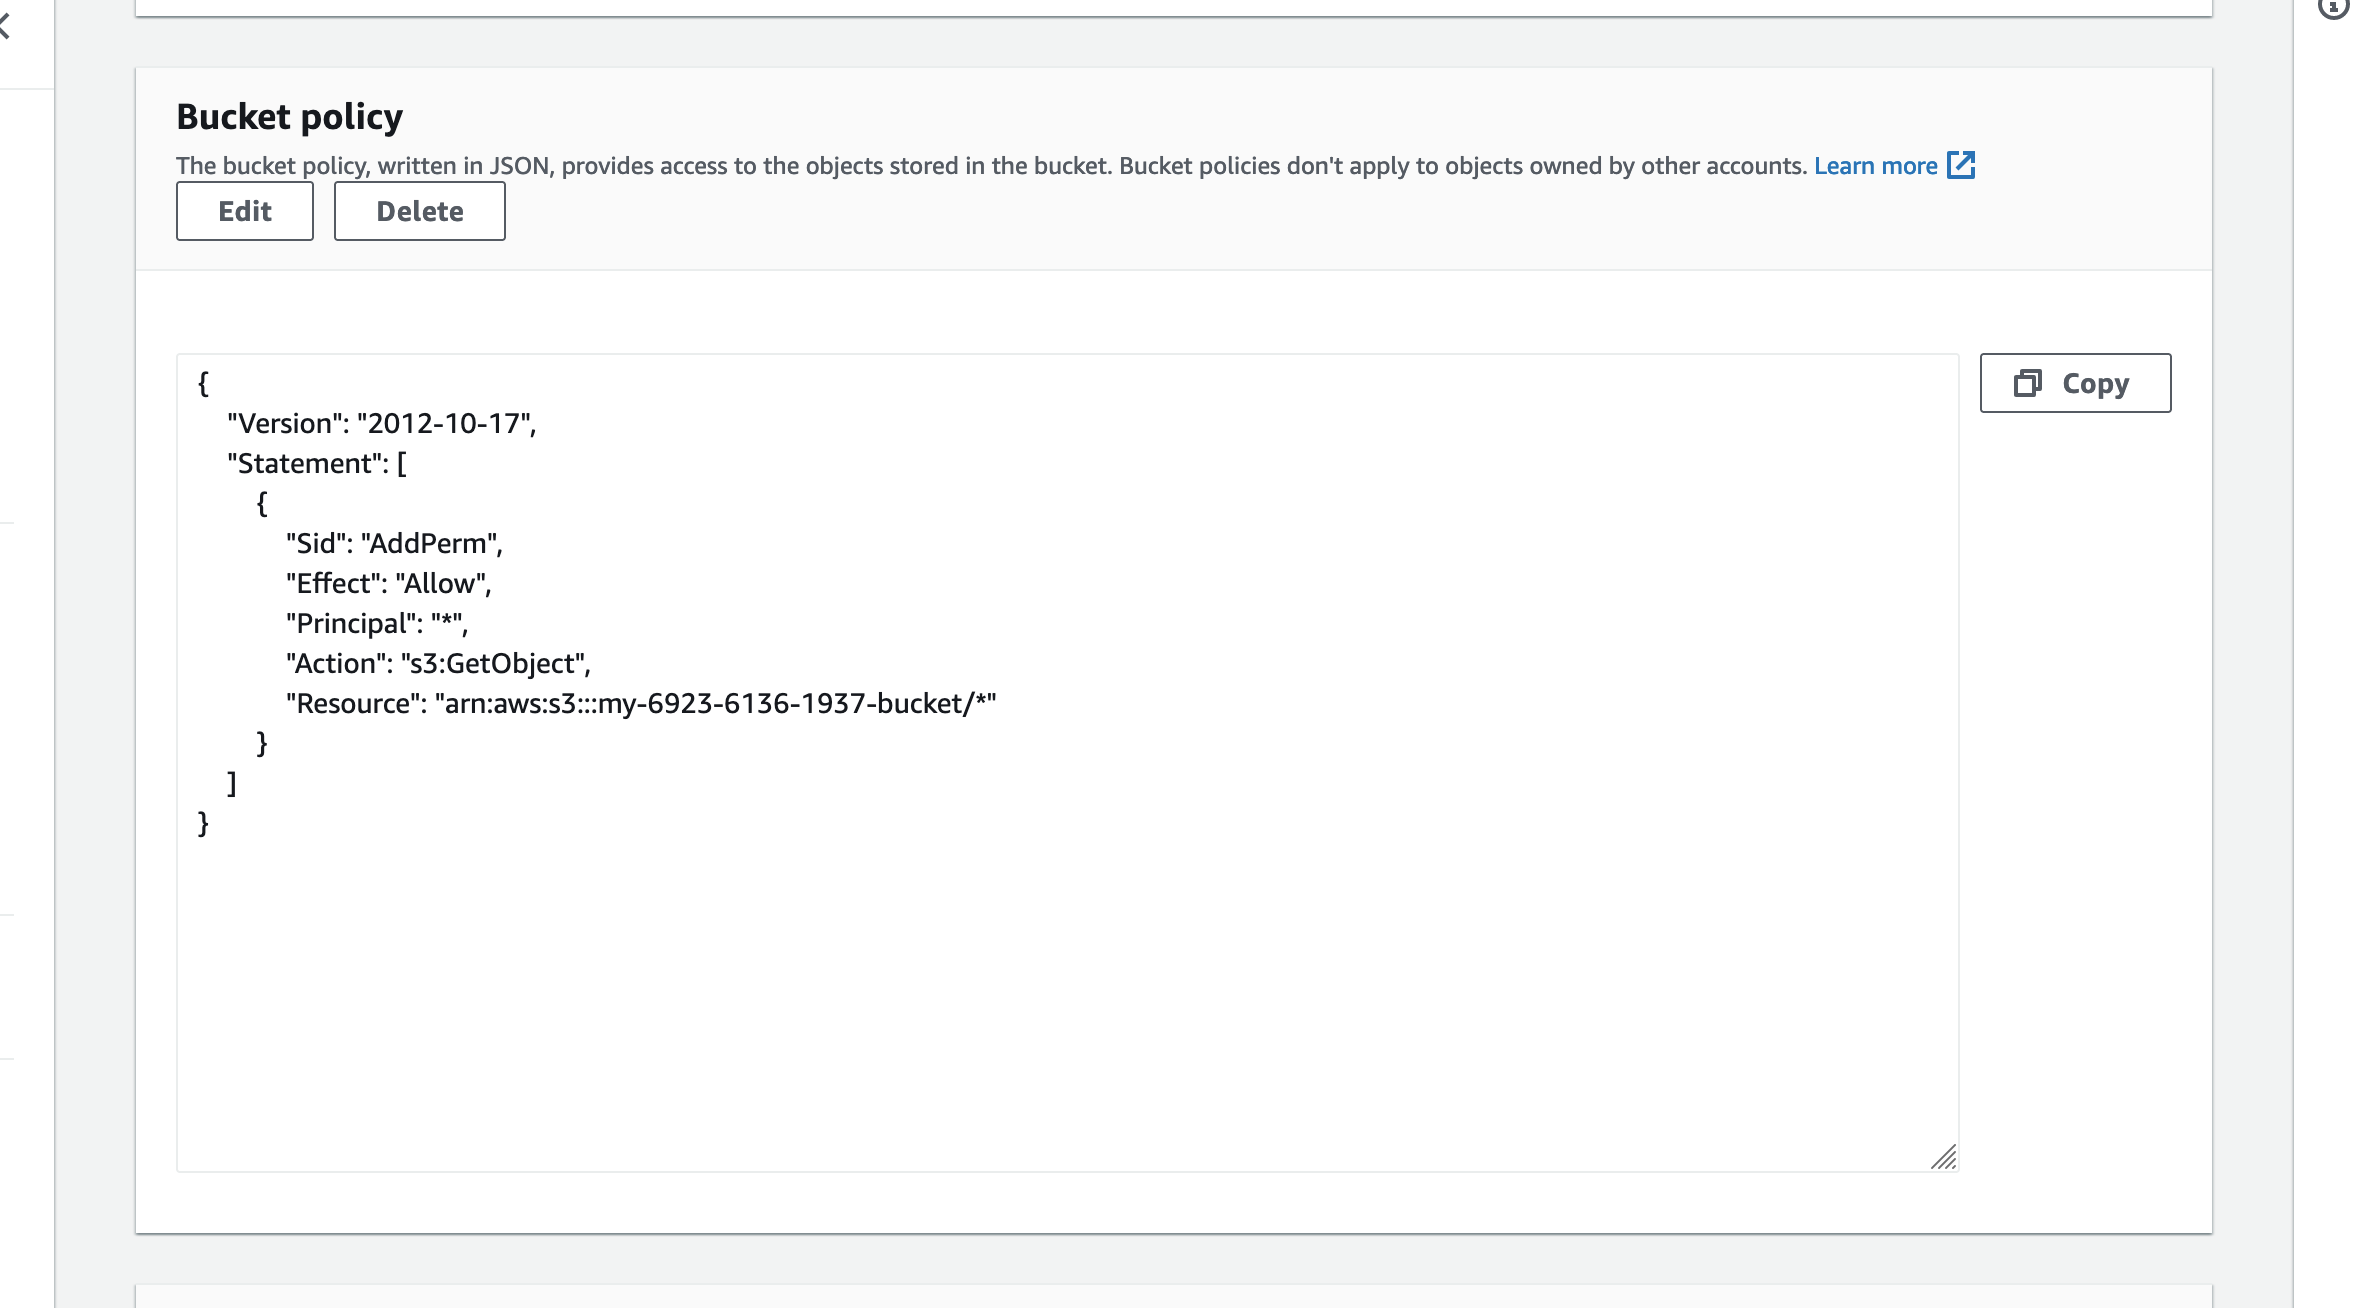 Bucket policy
The bucket policy, written in JSON, provides access to the objects stored in the bucket. Bucket policies don't apply to objects owned by other accounts. Learn more
Edit Delete
Copy
{
"Version": "2012-10-17",
"Statement": [
{
"Sid": "AddPerm",
"Effect": "Allow",
"Principal": "*",
"Action": "s3:GetObject",
"Resource": "arn:aws:s3:::my-6923-6136-1937-bucket/*"
}
]
}